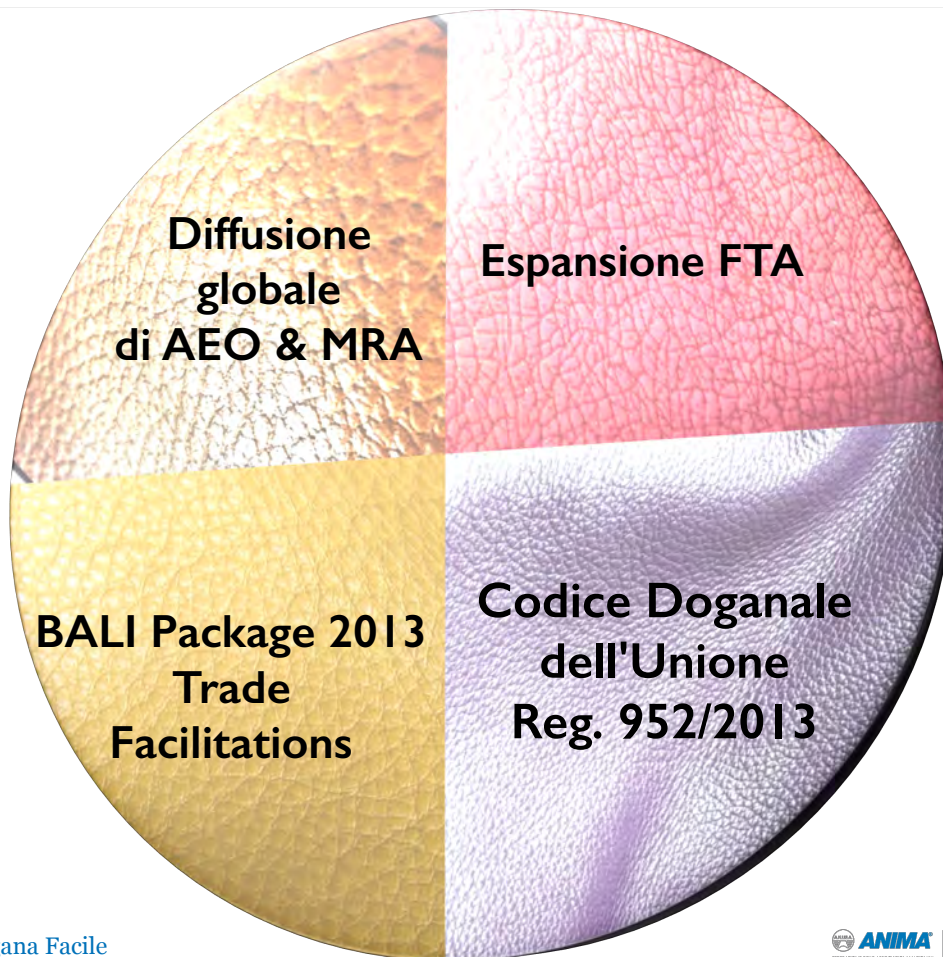 Diffusione
globale
di AEO & MRA
Espansione FTA
BALI Package 2013
Trade
Facilitations
Codice Doganale
dell'Unione
Reg. 952/2013
ana Facile
ANIMA